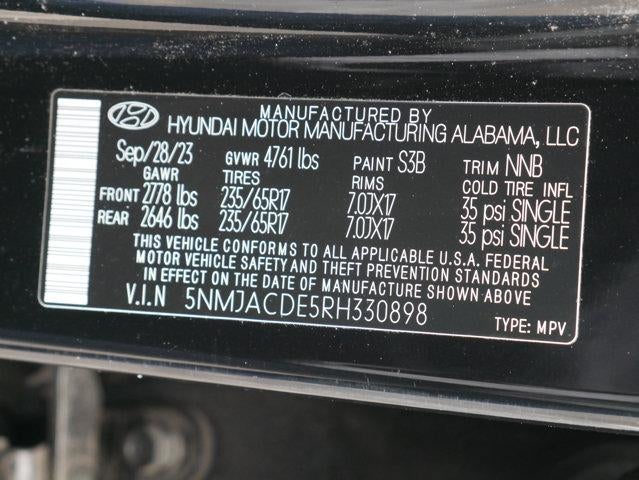 MANUFACTURED BY
HYUNDAI MOTOR MANUFACTURING ALABAMA, LLC
Sep/28/23 GVWR 4761 lbs PAINT S3B TRIM NNB
GAWR TIRES RIMS COLD TIRE INFL
FRONT 2778 lbs 235/65R17 7.0JX17 35 psi SINGLE
REAR 2646 lbs 235/65R17 7.0JX17 35 psi SINGLE
THIS VEHICLE CONFORMS TO ALL APPLICABLE U.S.A. FEDERAL
MOTOR VEHICLE SAFETY AND THEFT PREVENTION STANDARDS
IN EFFECT ON THE DATE OF MANUFACTURE SHOWN ABOVE
V.I.N 5NMJACDE5RH330898 TYPE: MPV